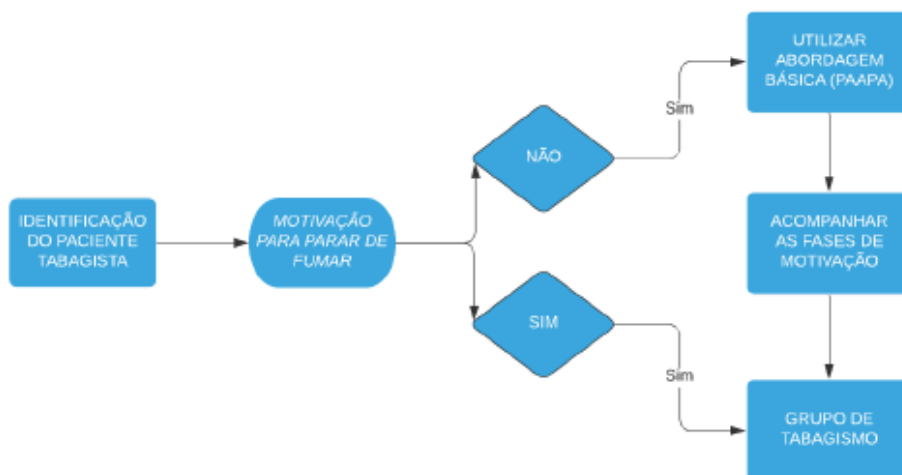 IDENTIFICAÇÃO
DO PACIENTE
TABAGISTA
MOTIVAÇÃO
PARA PARAR DE
FUMAR
NÃO
Sim
UTILIZAR
ABORDAGEM
BÁSICA (PAAPA)
ACOMPANHAR
AS FASES DE
MOTIVAÇÃO
SIM
Sim
GRUPO DE
TABAGISMO